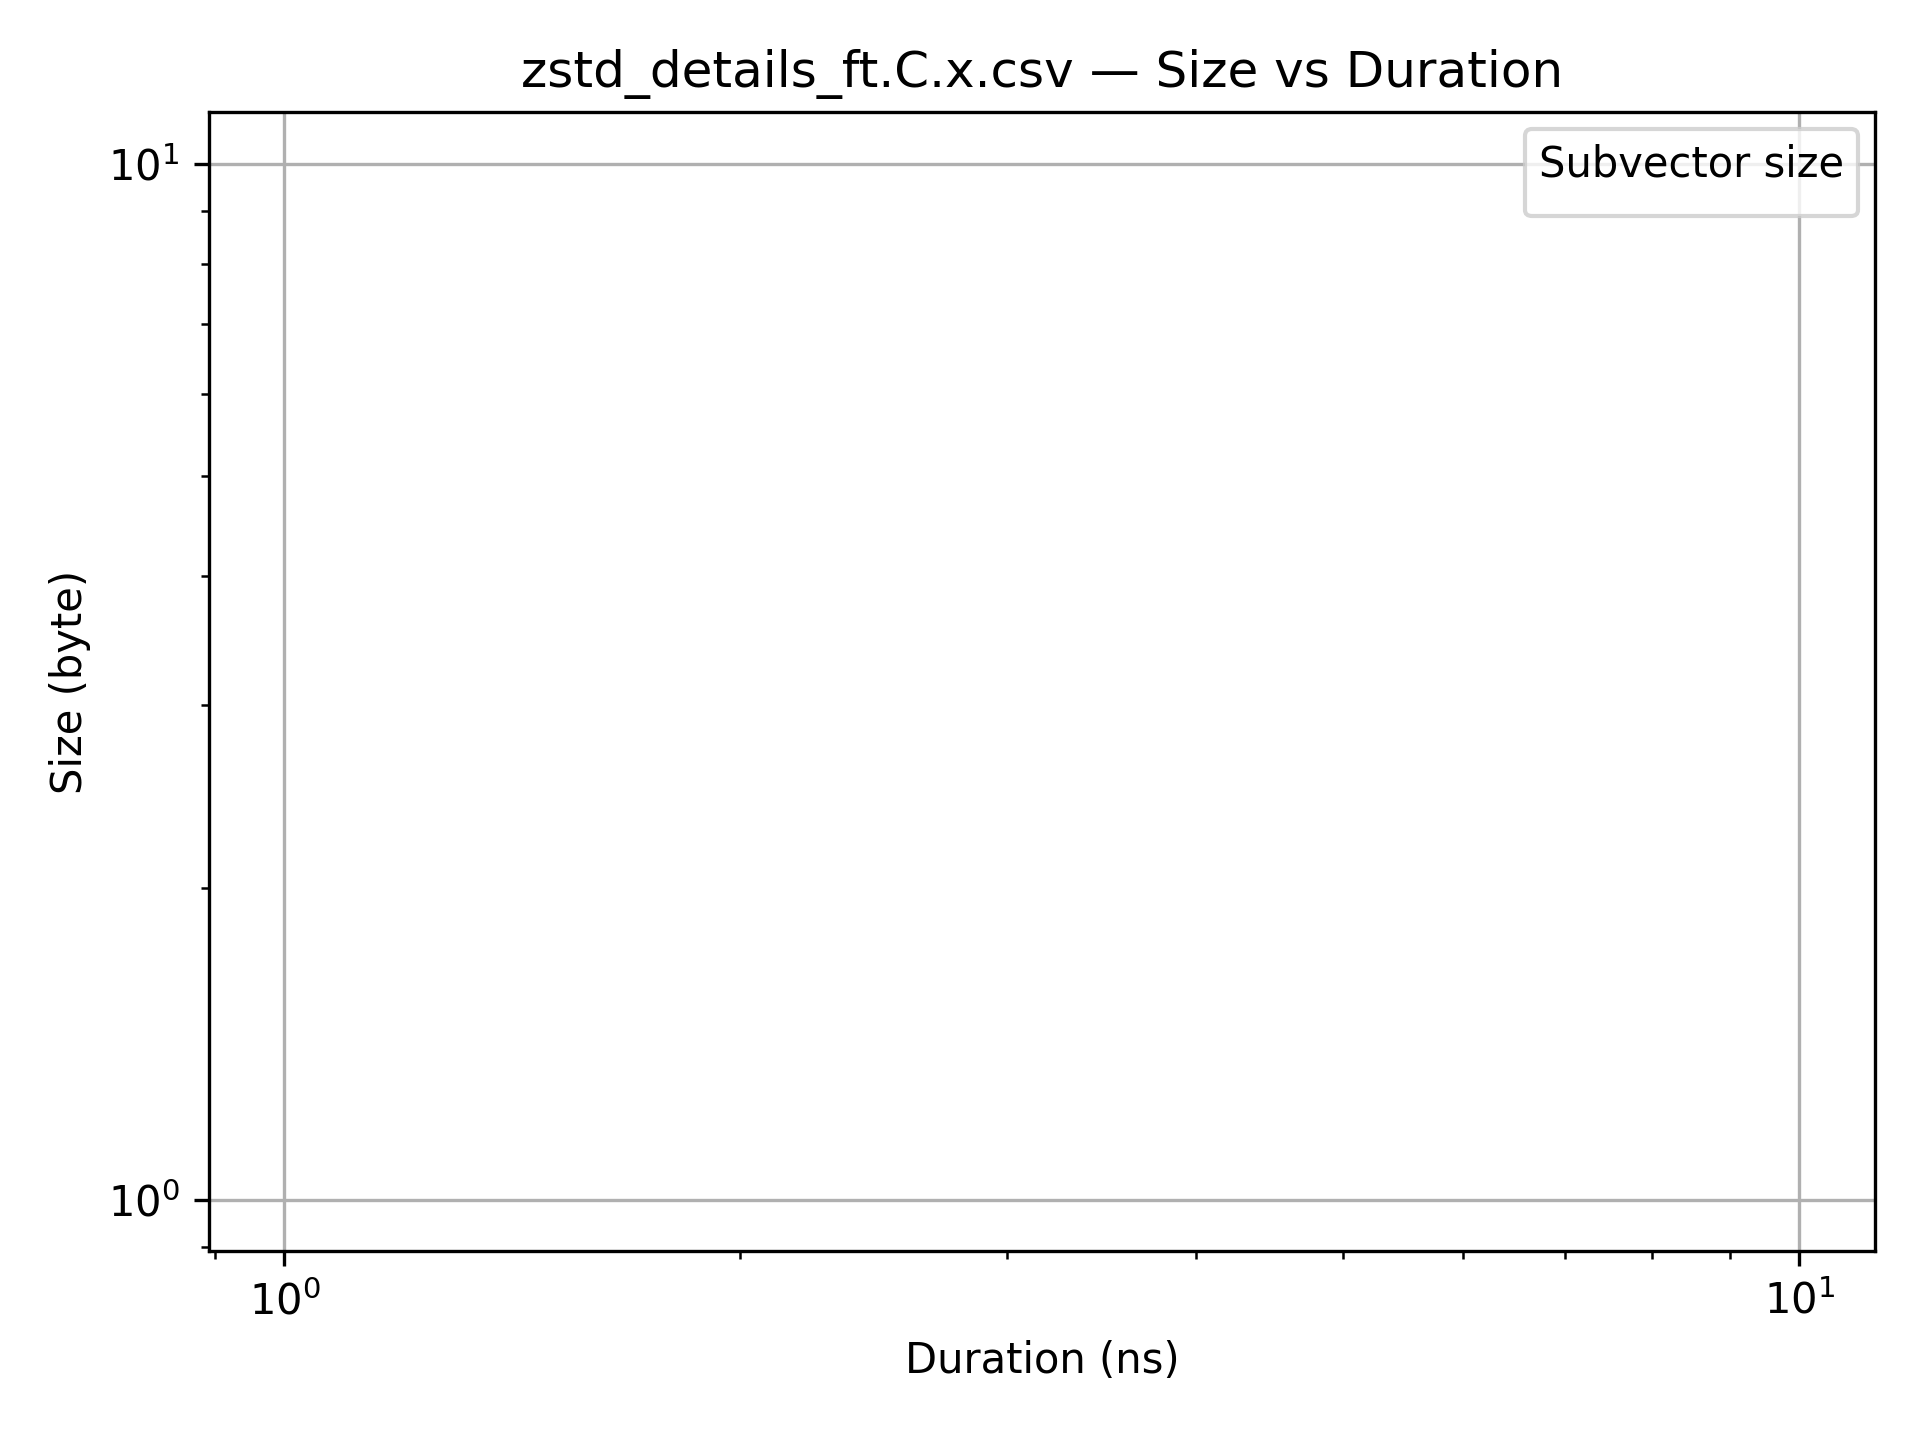 zstd_details_ft.C.x.csv — Size vs Duration
10¹
Subvector size
Size (byte)
10⁰
10⁰
10¹
Duration (ns)